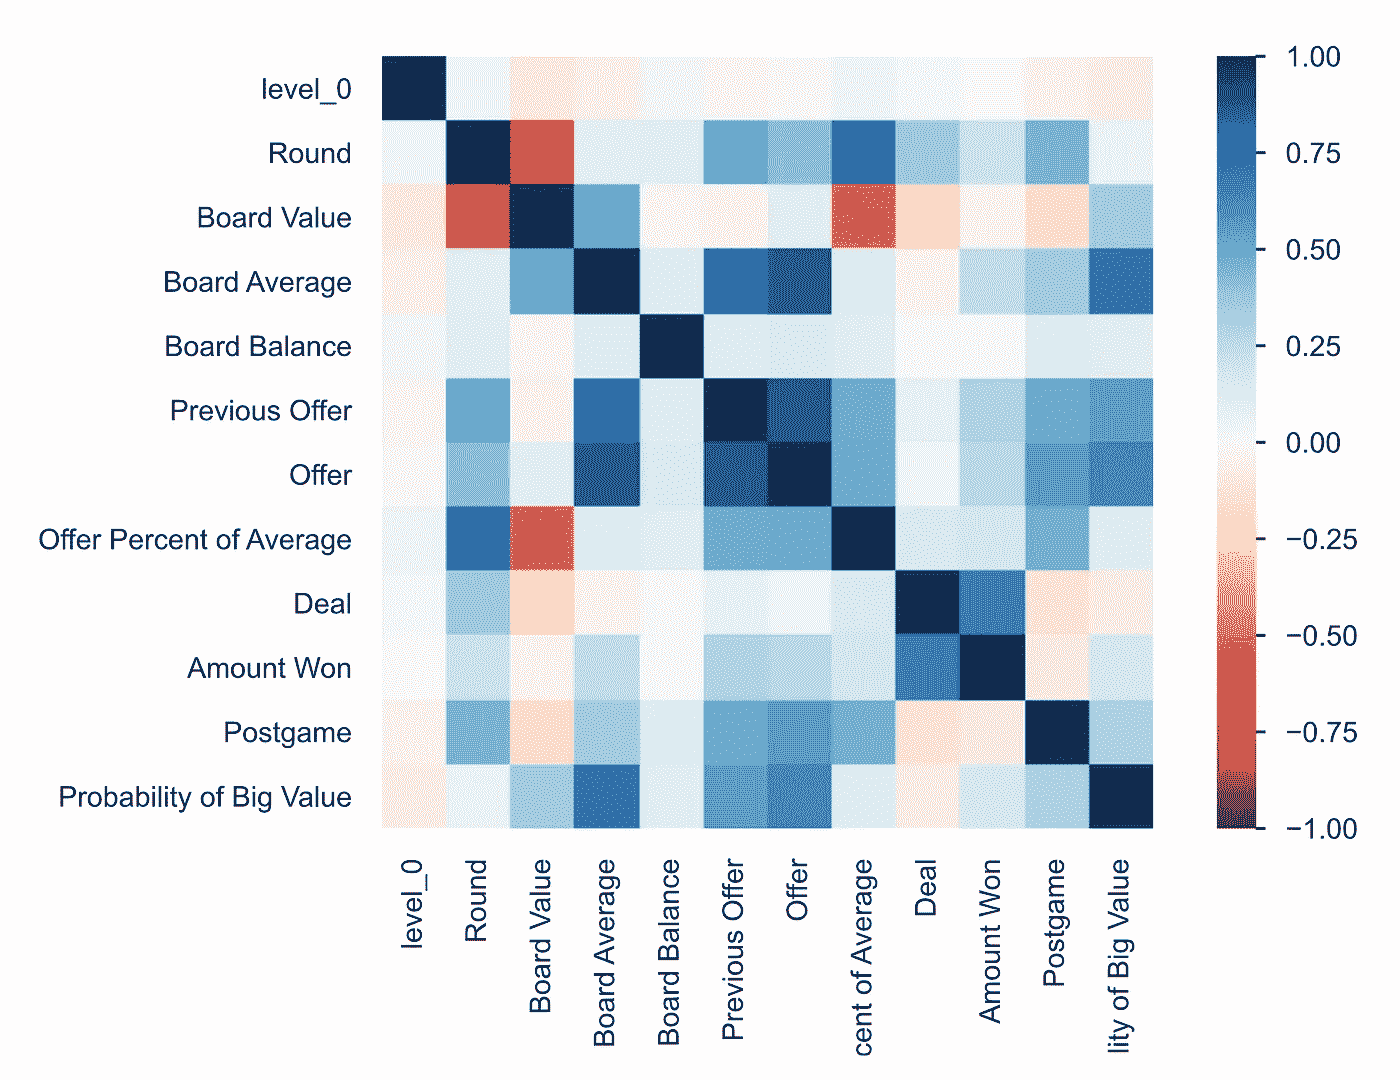 level_0
Round
Board Value
Board Average
Board Balance
Previous Offer
Offer
Offer Percent of Average
Deal
Amount Won
Postgame
Probability of Big Value
level_0
Round
Board Value
Board Average
Board Balance
Previous Offer
Offer
cent of Average
Deal
Amount Won
Postgame
lity of Big Value
1.00
0.75
0.50
0.25
0.00
−0.25
−0.50
−0.75
−1.00